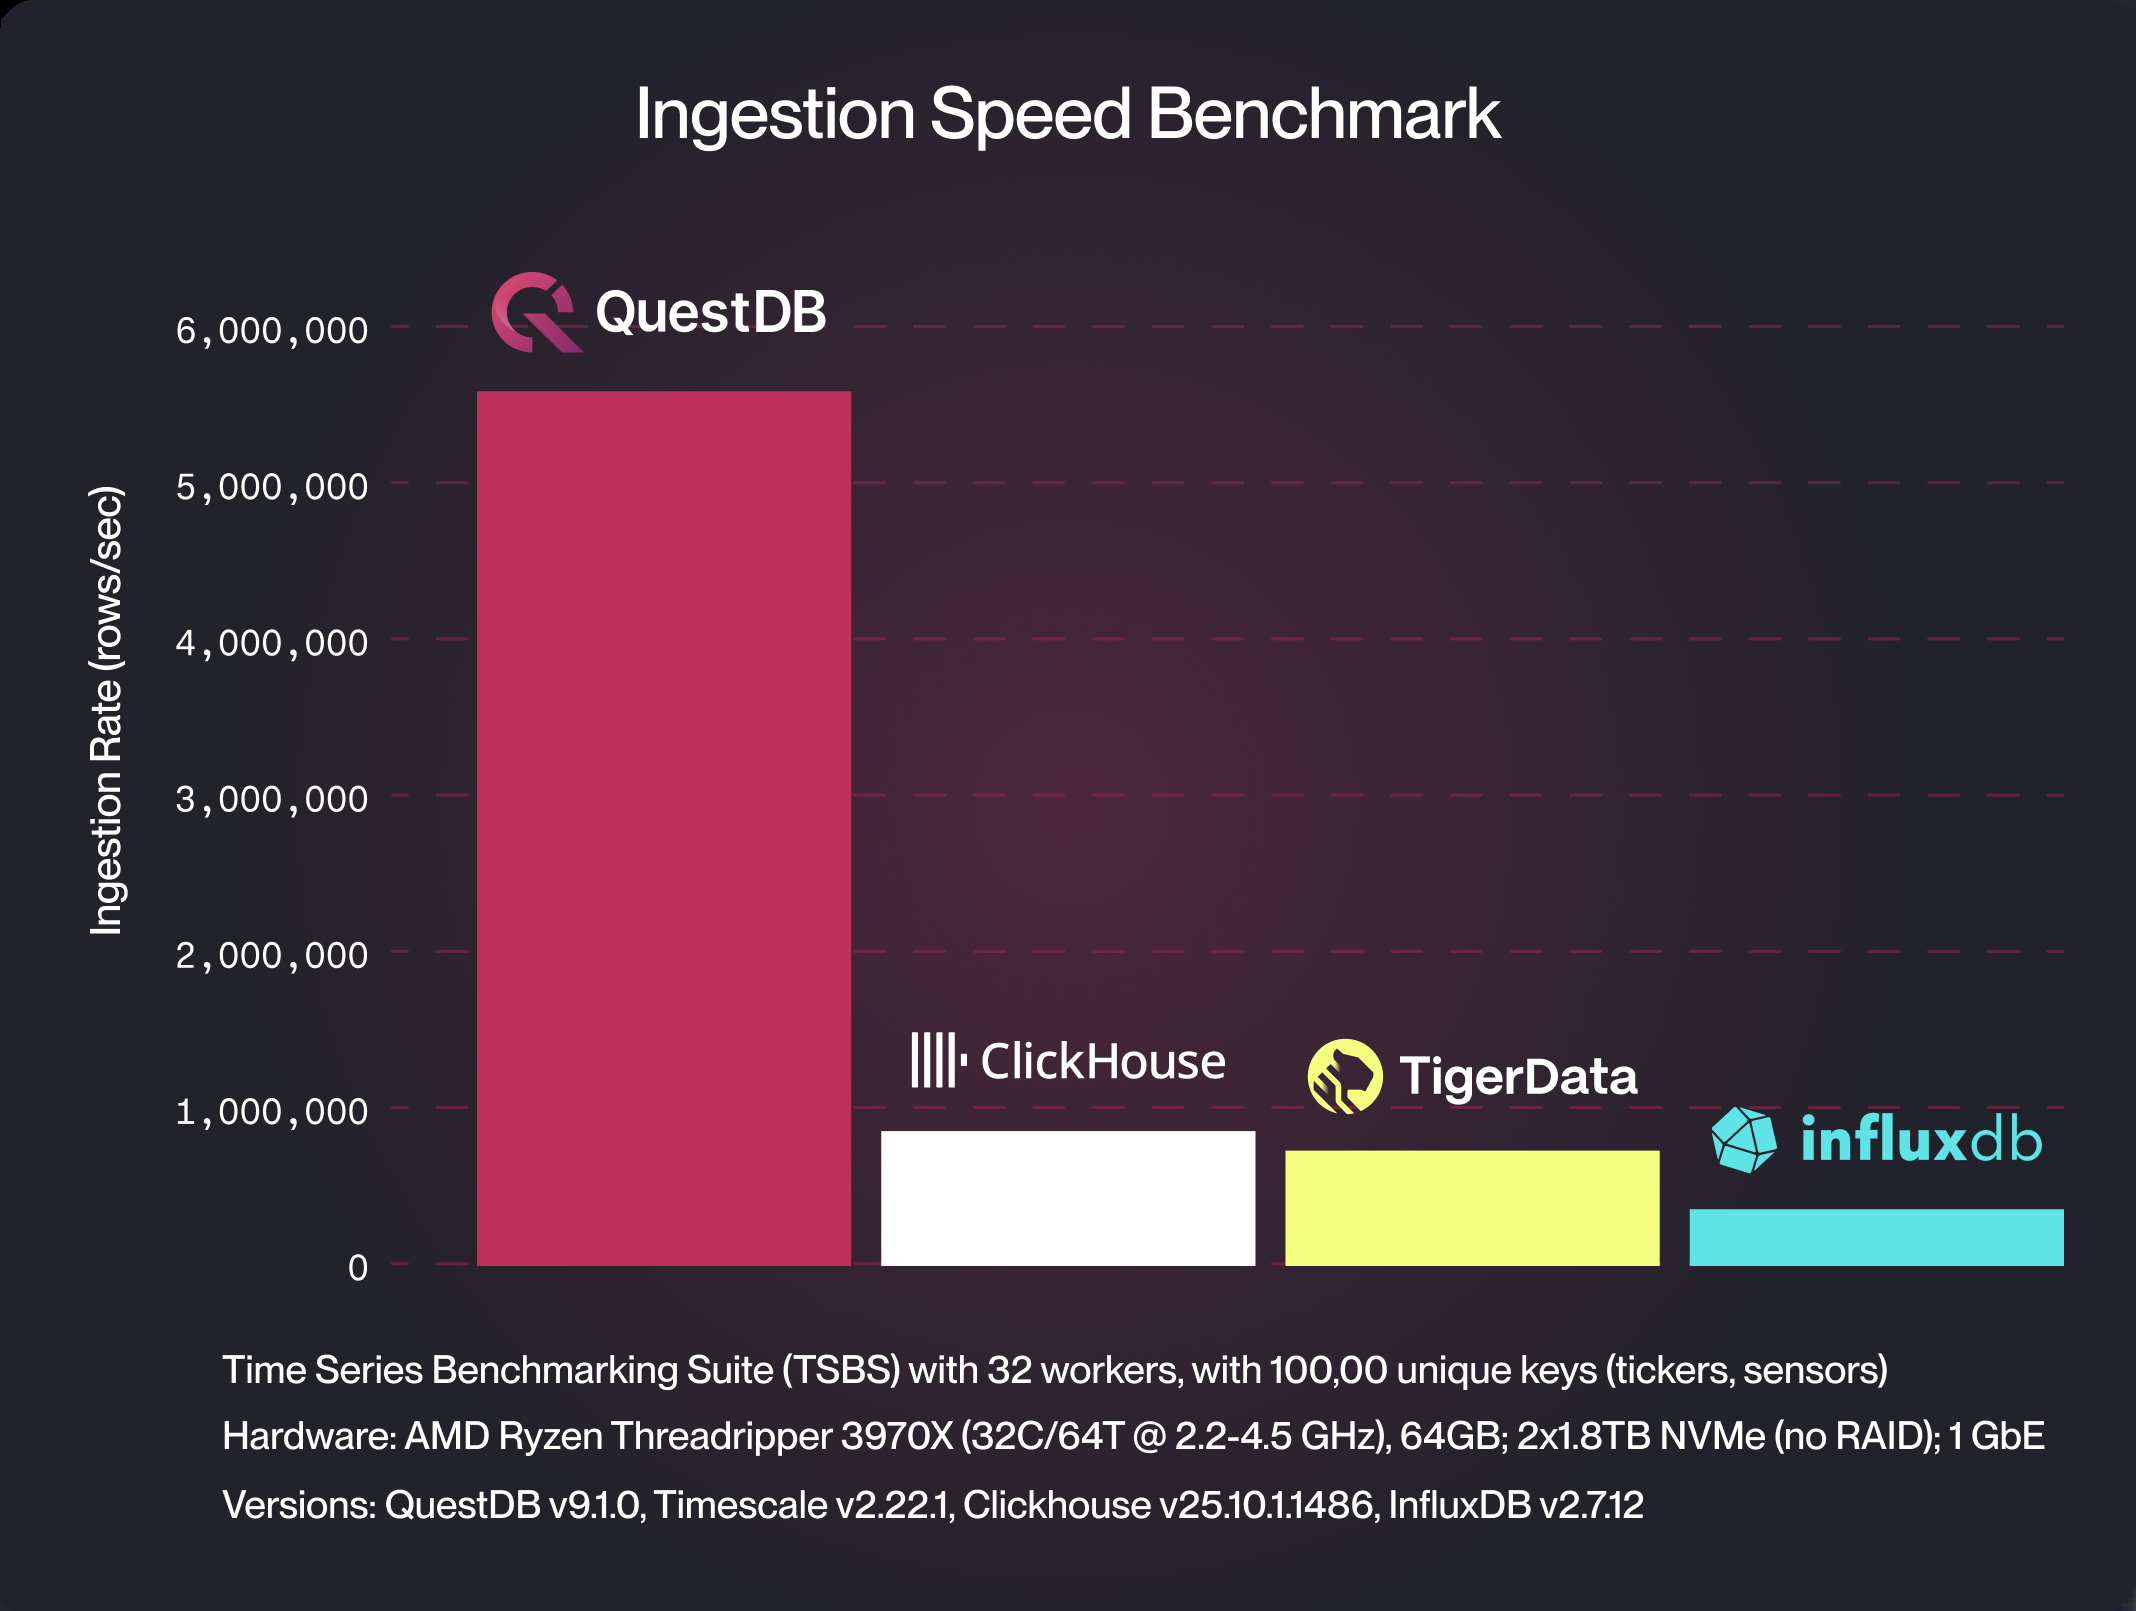 Ingestion Speed Benchmark
QuestDB
6,000,000
5,000,000
4,000,000
3,000,000
2,000,000
1,000,000
0
Ingestion Rate (rows/sec)
ClickHouse
TigerData
influxdb
Time Series Benchmarking Suite (TSBS) with 32 workers, with 100,00 unique keys (tickers, sensors)
Hardware: AMD Ryzen Threadripper 3970X (32C/64T @ 2.2-4.5 GHz), 64GB; 2x1.8TB NVMe (no RAID); 1 GbE
Versions: QuestDB v9.1.0, Timescale v2.22.1, Clickhouse v25.10.1.1486, InfluxDB v2.7.12